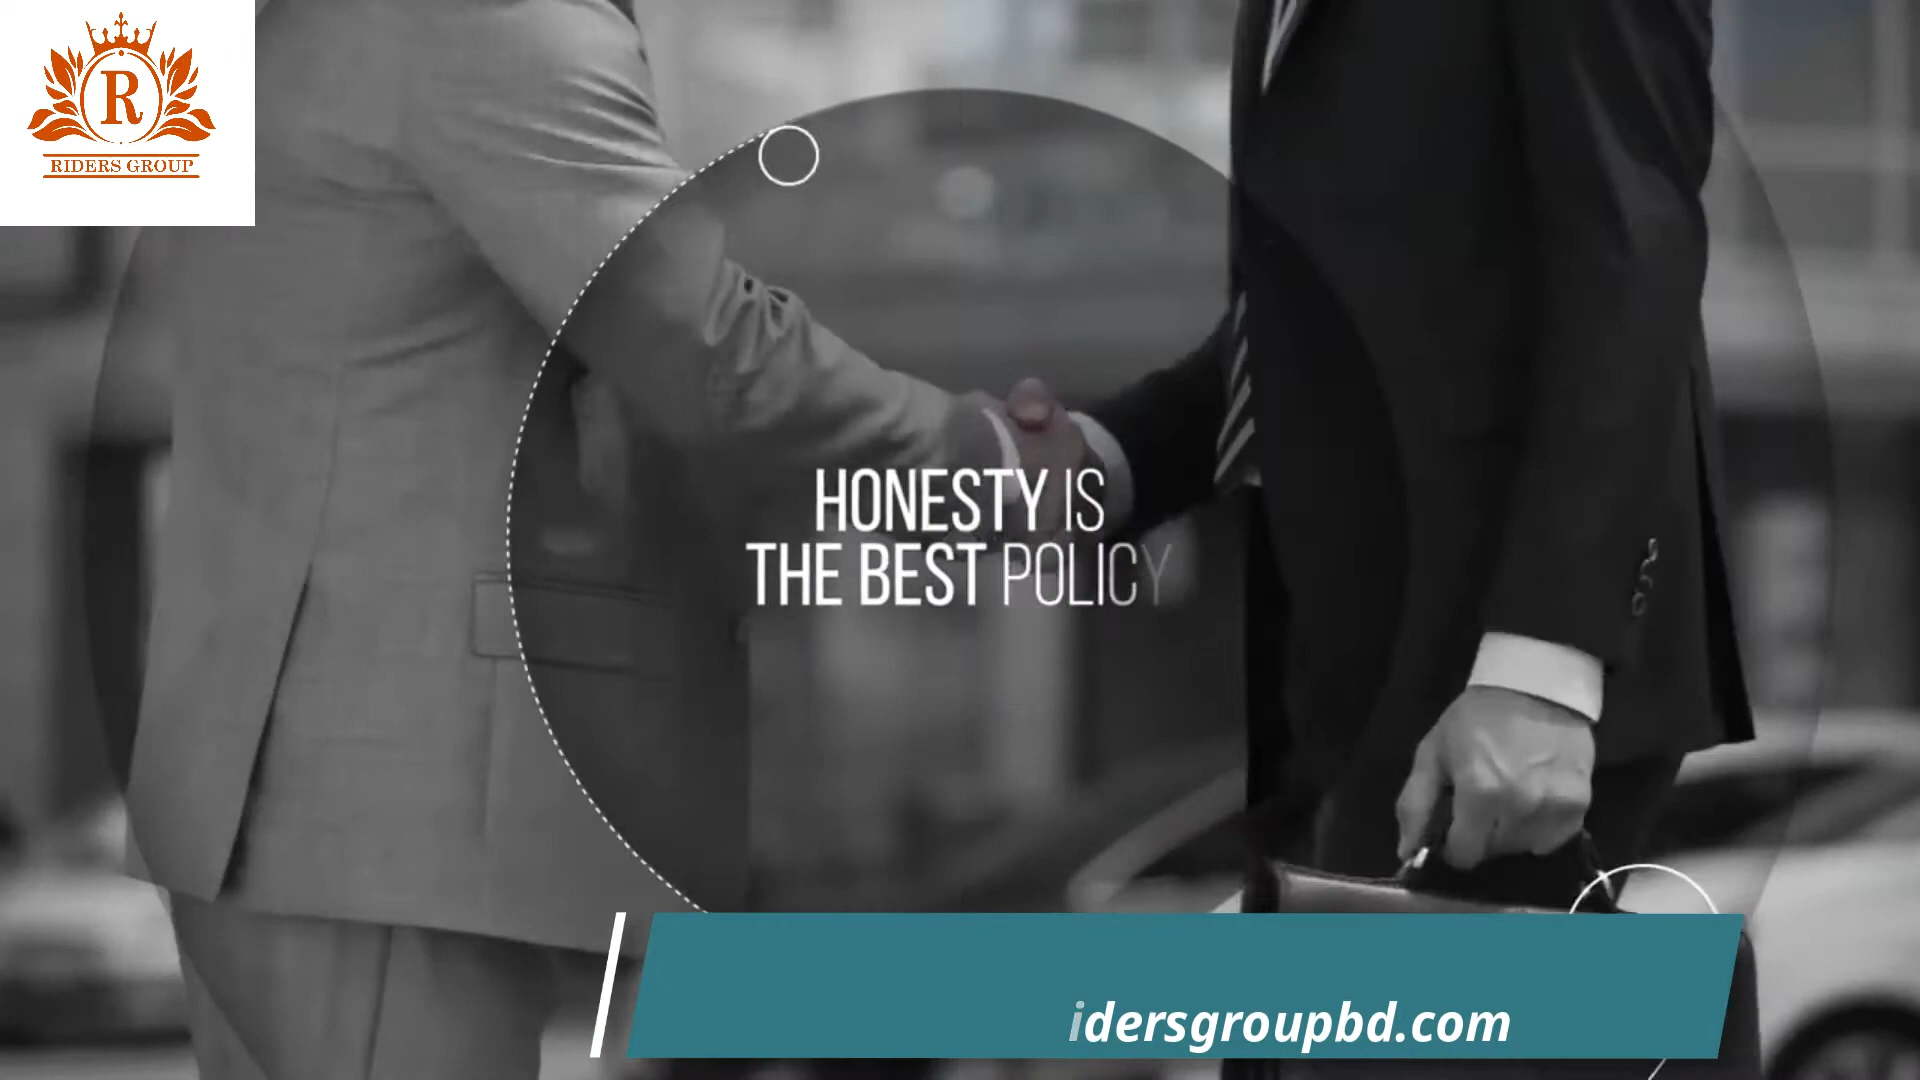 R
RIDERS GROUP
HONESTY IS
THE BEST POLICY
idersgroupbd.com